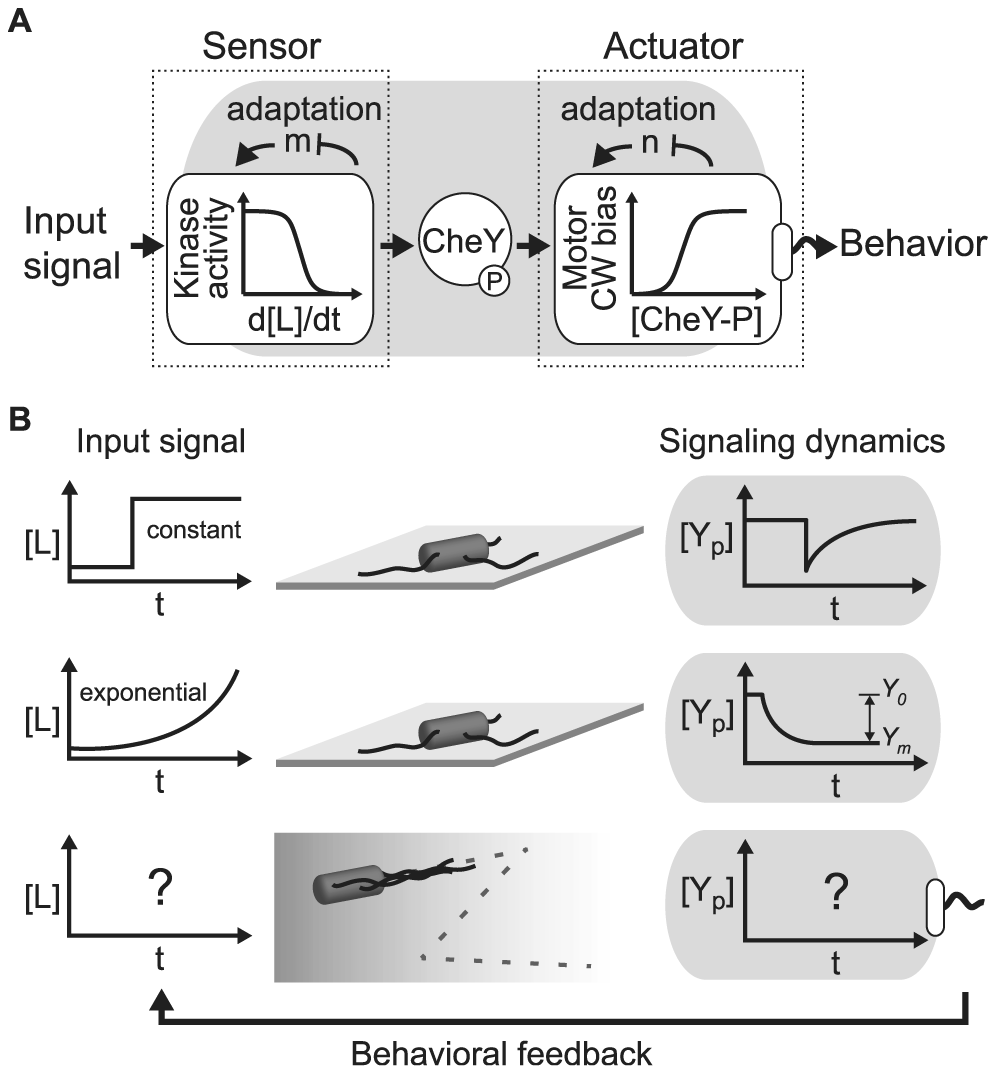 A
Sensor
Actuator
adaptation
m
adaptation
n
Input
signal
Kinase
activity
d[L]/dt
CheY
P
Motor
CW bias
[CheY-P]
Behavior
B
Input signal
Signaling dynamics
[L]
constant
t
[Yp]
t
[L]
exponential
t
[Yp]
Y0
Ym
t
[L]
?
t
[Yp]
?
t
Behavioral feedback